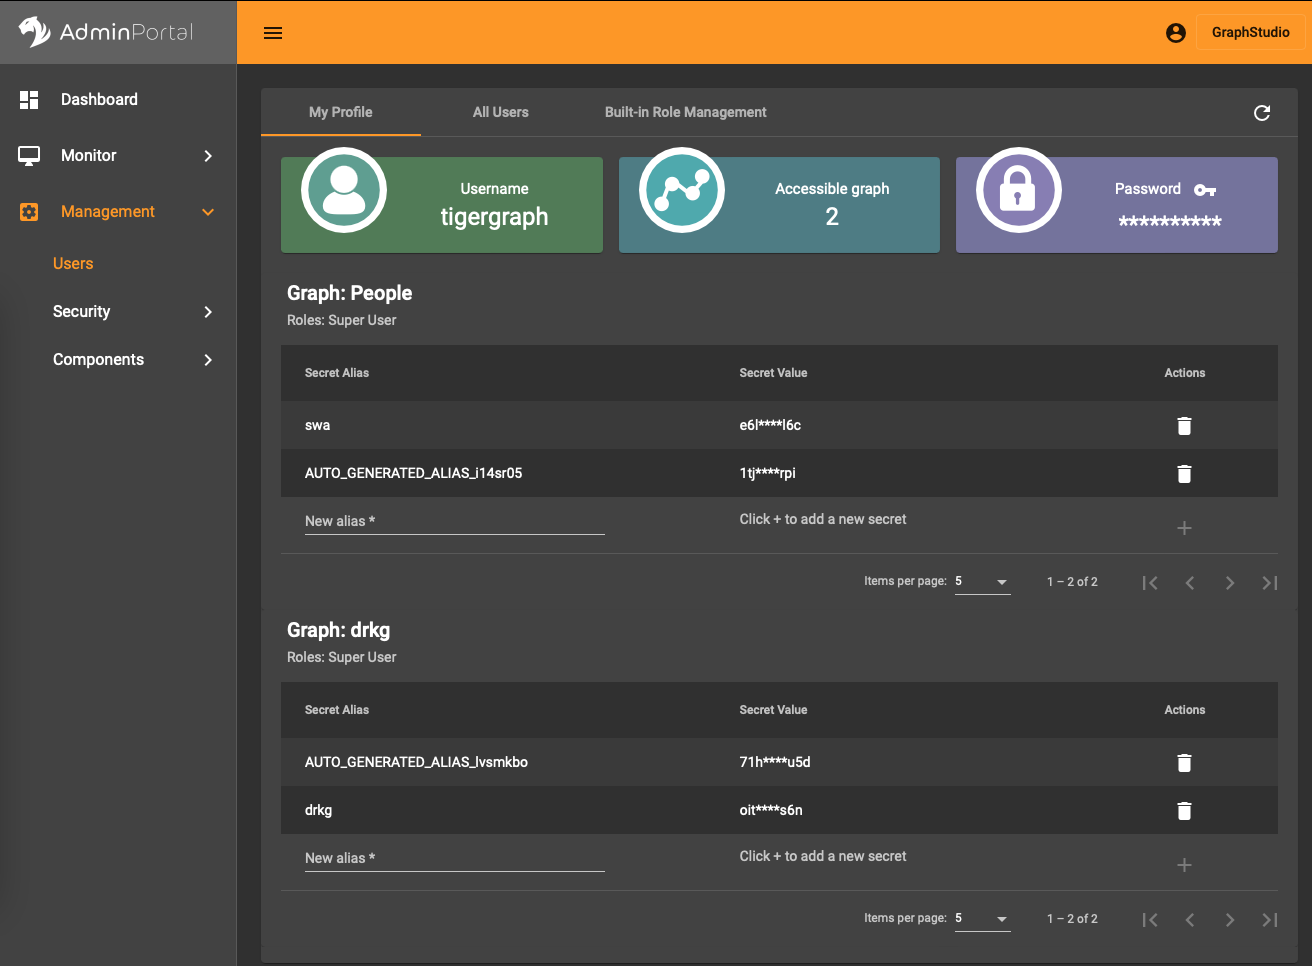 AdminPortal
GraphStudio
Dashboard
Monitor
Management
Users
Security
Components
My Profile
All Users
Built-in Role Management
Username
tigergraph
Accessible graph
2
Password
**********
Graph: People
Roles: Super User
Secret Alias Secret Value Actions
swa e6l****l6c
AUTO_GENERATED_ALIAS_i14sr05 1tj****rpi
New alias * Click + to add a new secret
Items per page: 5 1 – 2 of 2
Graph: drkg
Roles: Super User
Secret Alias Secret Value Actions
AUTO_GENERATED_ALIAS_lvsmkbo 71h****u5d
drkg oit****s6n
New alias * Click + to add a new secret
Items per page: 5 1 – 2 of 2